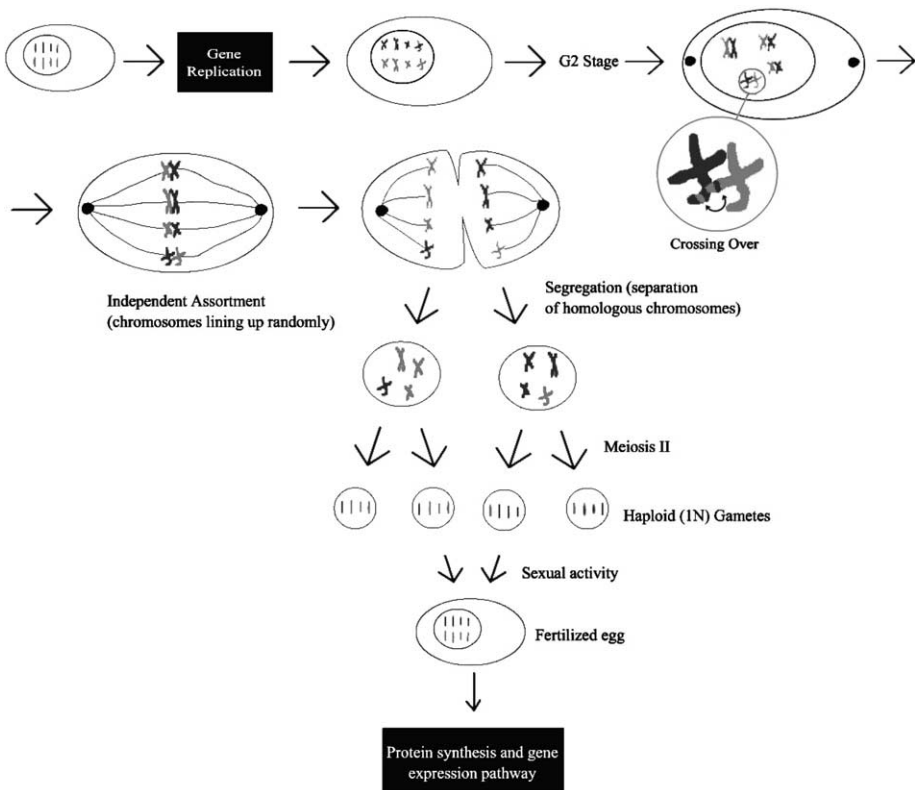 Gene
Replication
G2 Stage
Crossing Over
Independent Assortment
(chromosomes lining up randomly)
Segregation (separation
of homologous chromosomes)
Meiosis II
Haploid (1N) Gametes
Sexual activity
Fertilized egg
Protein synthesis and gene
expression pathway